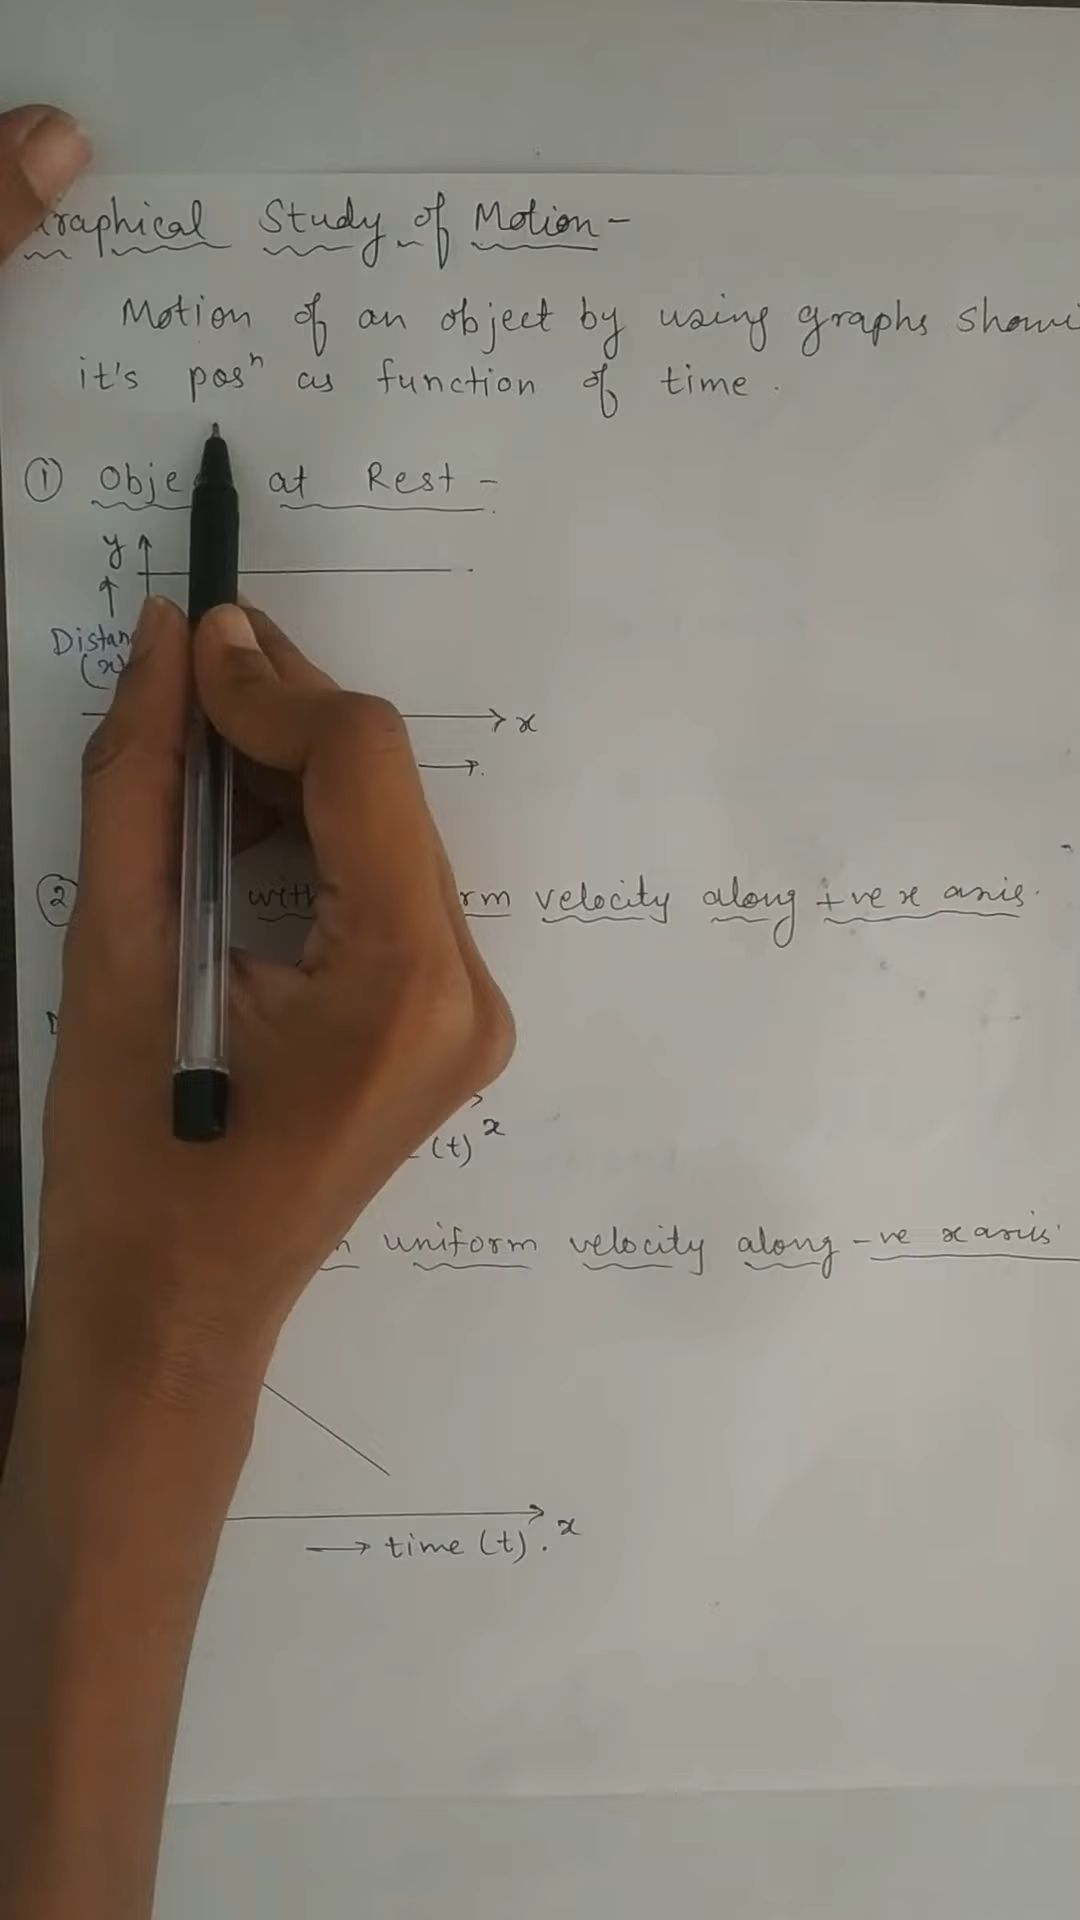 raphical Study of Motion-
Motion of an object by using graphs showi
it's posⁿ as function of time.
① Obje at Rest -
y
Distan
(x)
x
② with rm velocity along +ve x axis.
(t) x
uniform velocity along -ve x axis.
time (t). x